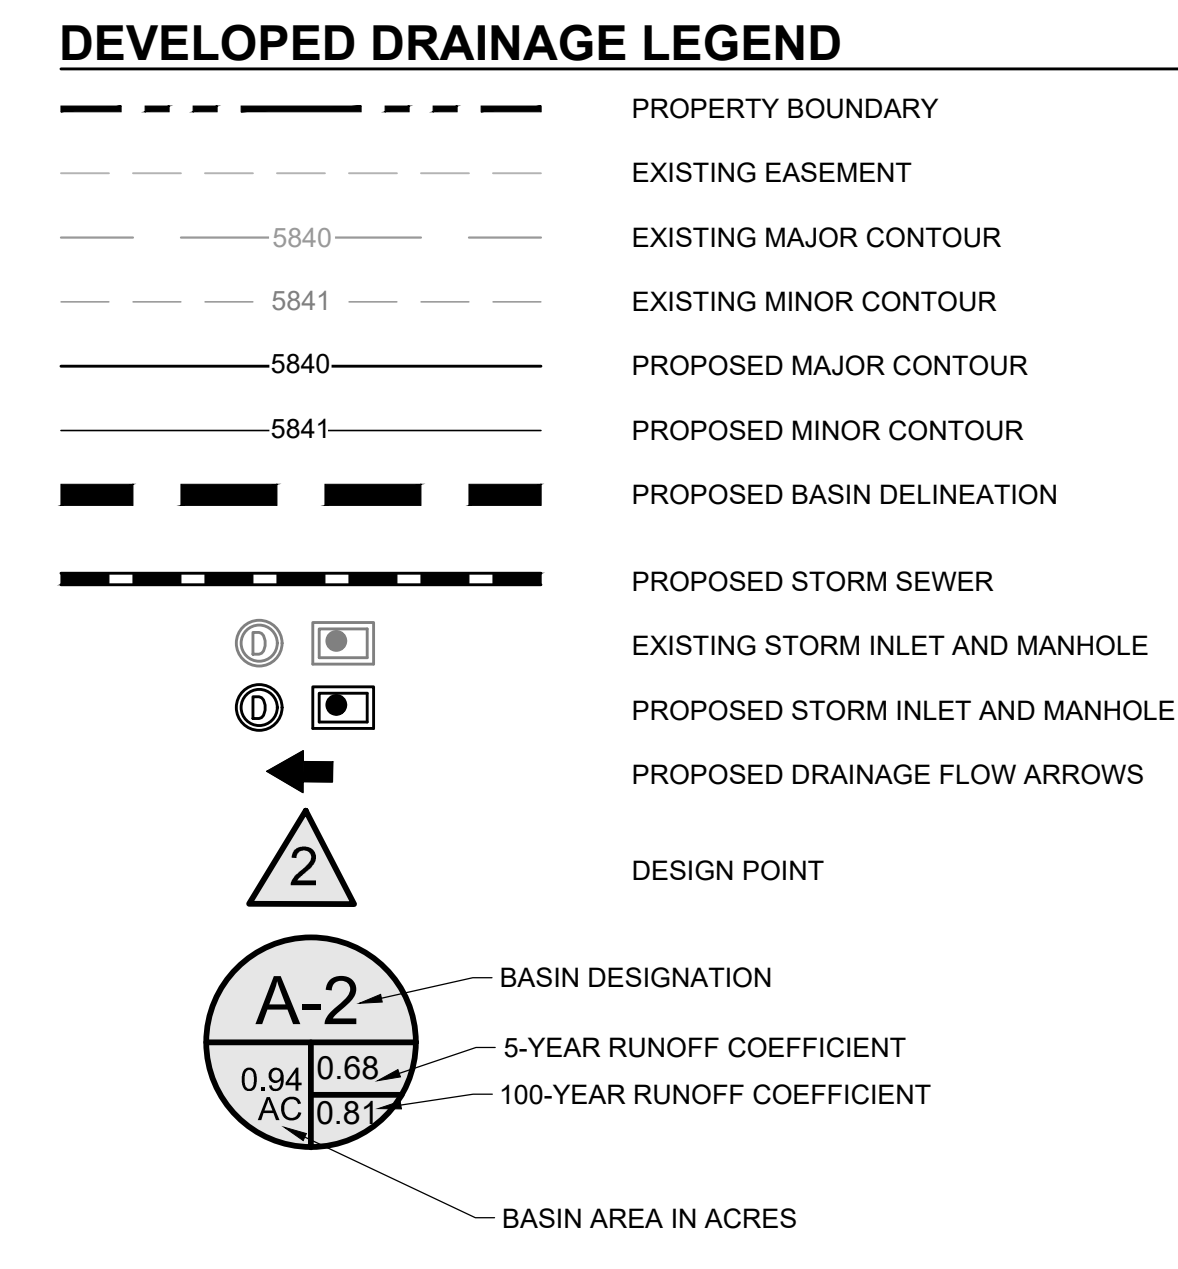 DEVELOPED DRAINAGE LEGEND
PROPERTY BOUNDARY
EXISTING EASEMENT
5840 EXISTING MAJOR CONTOUR
5841 EXISTING MINOR CONTOUR
5840 PROPOSED MAJOR CONTOUR
5841 PROPOSED MINOR CONTOUR
PROPOSED BASIN DELINEATION
PROPOSED STORM SEWER
D EXISTING STORM INLET AND MANHOLE
D PROPOSED STORM INLET AND MANHOLE
PROPOSED DRAINAGE FLOW ARROWS
2 DESIGN POINT
A-2 BASIN DESIGNATION
0.68 5-YEAR RUNOFF COEFFICIENT
0.81 100-YEAR RUNOFF COEFFICIENT
0.94
AC
BASIN AREA IN ACRES